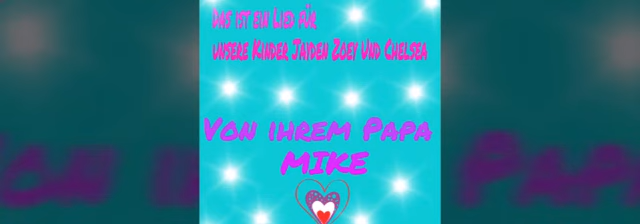 Das ist ein Lied für
unsere Kinder Jayden Zoey Und Chelsea
Von ihrem Papa
MIKE